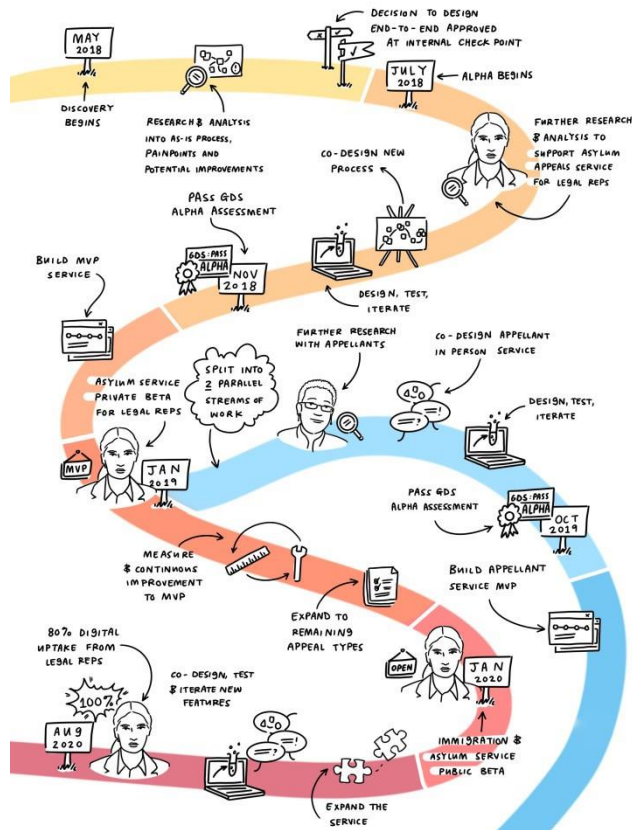 MAY
2018
DISCOVERY
BEGINS
RESEARCH & ANALYSIS
INTO AS-IS PROCESS,
PAINPOINTS AND
POTENTIAL IMPROVEMENTS
DECISION TO DESIGN
END-TO-END APPROVED
AT INTERNAL CHECK POINT
JULY
2018
ALPHA BEGINS
FURTHER RESEARCH
& ANALYSIS TO
SUPPORT ASYLUM
APPEALS SERVICE
FOR LEGAL REPS
CO-DESIGN NEW
PROCESS
DESIGN, TEST,
ITERATE
PASS GDS
ALPHA ASSESSMENT
GDS: PASS
ALPHA
NOV
2018
BUILD MVP
SERVICE
ASYLUM SERVICE
PRIVATE BETA
FOR LEGAL REPS
MVP
JAN
2019
SPLIT INTO
2 PARALLEL
STREAMS OF
WORK
FURTHER RESEARCH
WITH APPELLANTS
CO-DESIGN APPELLANT
IN PERSON SERVICE
DESIGN, TEST,
ITERATE
PASS GDS
ALPHA ASSESSMENT
GDS: PASS
ALPHA
OCT
2019
BUILD APPELLANT
SERVICE MVP
MEASURE
& CONTINUOUS
IMPROVEMENT
TO MVP
EXPAND TO
REMAINING
APPEAL TYPES
OPEN
JAN
2020
IMMIGRATION &
ASYLUM SERVICE
PUBLIC BETA
EXPAND THE
SERVICE
CO-DESIGN, TEST
& ITERATE NEW
FEATURES
80% DIGITAL
UPTAKE FROM
LEGAL REPS
100%
AUG
2020